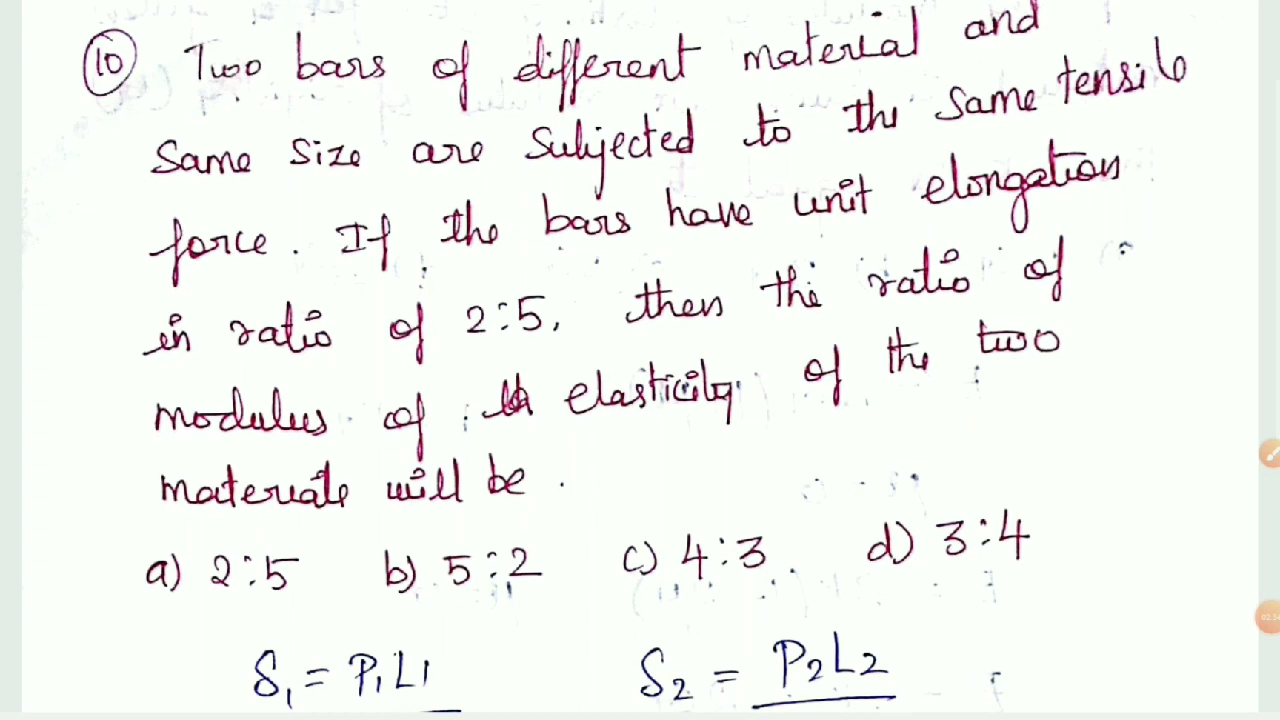 10 Two bars of different material and
same size are subjected to the same tensile
force. If the bars have unit elongation
in ratio of 2:5, then the ratio of
modulus of elasticity of the two
materials will be.
a) 2:5 b) 5:2 c) 4:3 d) 3:4
δ₁ = P₁L₁ δ₂ = P₂L₂